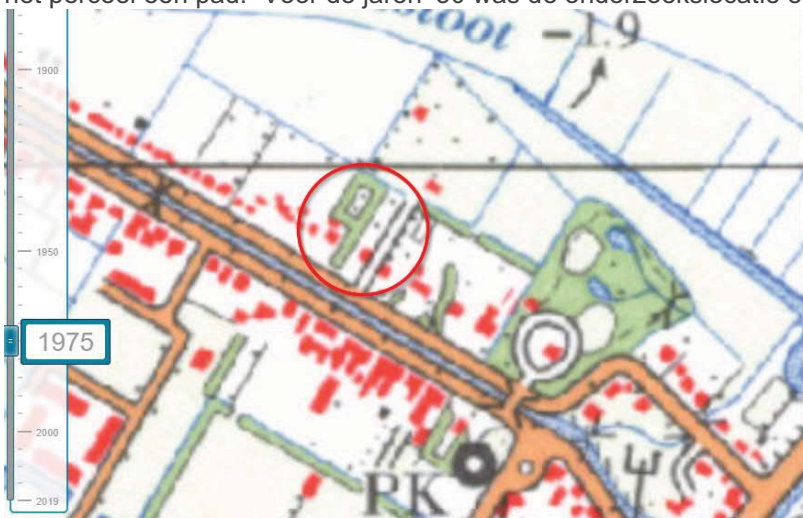 het perceel een pad. Voor de jaren '60 was de onderzoekslocatie
stoot
−1.9
1900
1950
1975
2000
2019
PK